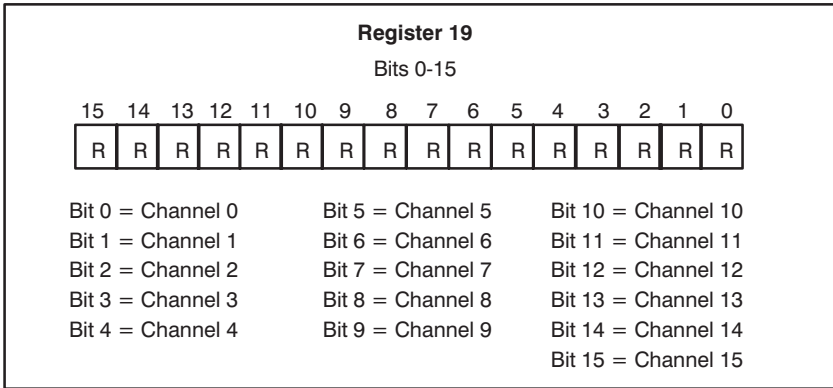 Register 19
Bits 0-15
15 14 13 12 11 10 9 8 7 6 5 4 3 2 1 0
R R R R R R R R R R R R R R R R
Bit 0 = Channel 0
Bit 1 = Channel 1
Bit 2 = Channel 2
Bit 3 = Channel 3
Bit 4 = Channel 4
Bit 5 = Channel 5
Bit 6 = Channel 6
Bit 7 = Channel 7
Bit 8 = Channel 8
Bit 9 = Channel 9
Bit 10 = Channel 10
Bit 11 = Channel 11
Bit 12 = Channel 12
Bit 13 = Channel 13
Bit 14 = Channel 14
Bit 15 = Channel 15